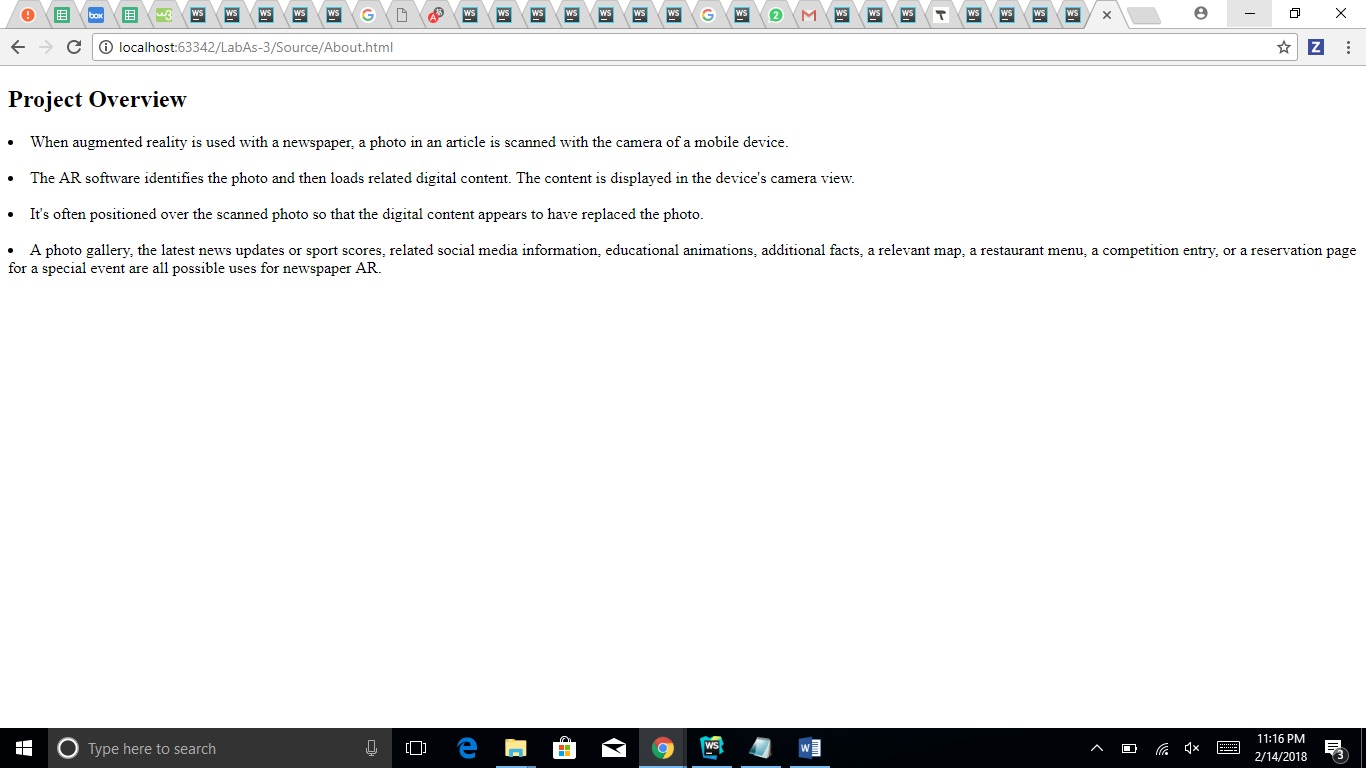 localhost:63342/LabAs-3/Source/About.html
Project Overview
• When augmented reality is used with a newspaper, a photo in an article is scanned with the camera of a mobile device.
• The AR software identifies the photo and then loads related digital content. The content is displayed in the device's camera view.
• It's often positioned over the scanned photo so that the digital content appears to have replaced the photo.
• A photo gallery, the latest news updates or sport scores, related social media information, educational animations, additional facts, a relevant map, a restaurant menu, a competition entry, or a reservation page
for a special event are all possible uses for newspaper AR.
Type here to search
11:16 PM
2/14/2018
3